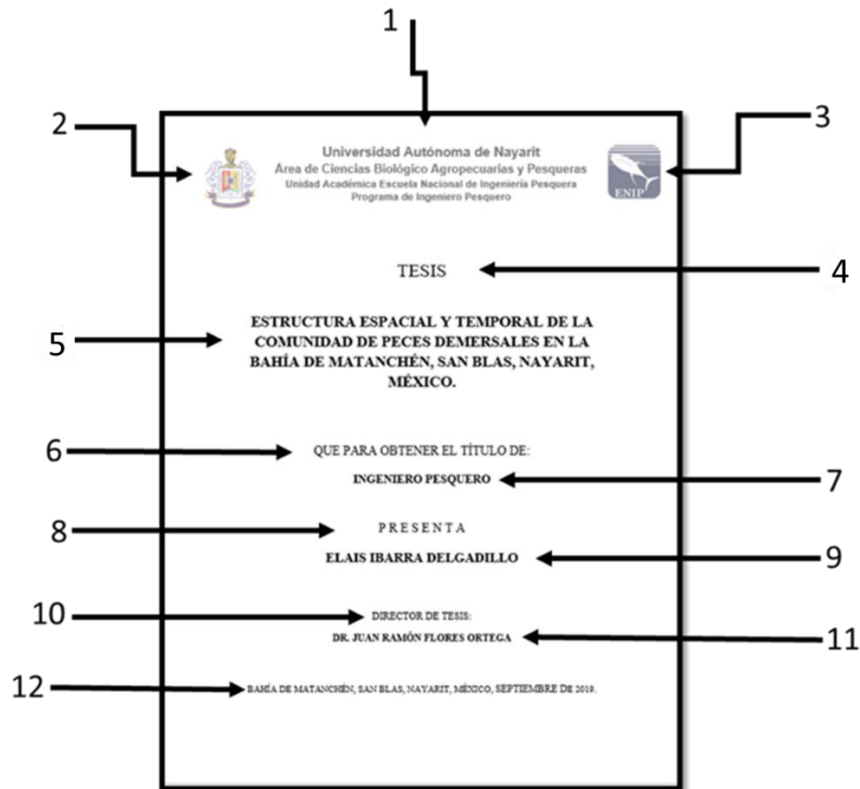 1
2
3
Universidad Autónoma de Nayarit
Área de Ciencias Biológico Agropecuarias y Pesqueras
Unidad Académica Escuela Nacional de Ingeniería Pesquera
Programa de Ingeniero Pesquero
ENIP
TESIS
4
5
ESTRUCTURA ESPACIAL Y TEMPORAL DE LA
COMUNIDAD DE PECES DEMERSALES EN LA
BAHÍA DE MATANCHÉN, SAN BLAS, NAYARIT,
MÉXICO.
6
QUE PARA OBTENER EL TÍTULO DE:
INGENIERO PESQUERO
7
8
PRESENTA
ELAIS IBARRA DELGADILLO
9
10
DIRECTOR DE TESIS:
DR. JUAN RAMÓN FLORES ORTEGA
11
12
BAHÍA DE MATANCHÉN, SAN BLAS, NAYARIT, MÉXICO, SEPTIEMBRE DE 2019.